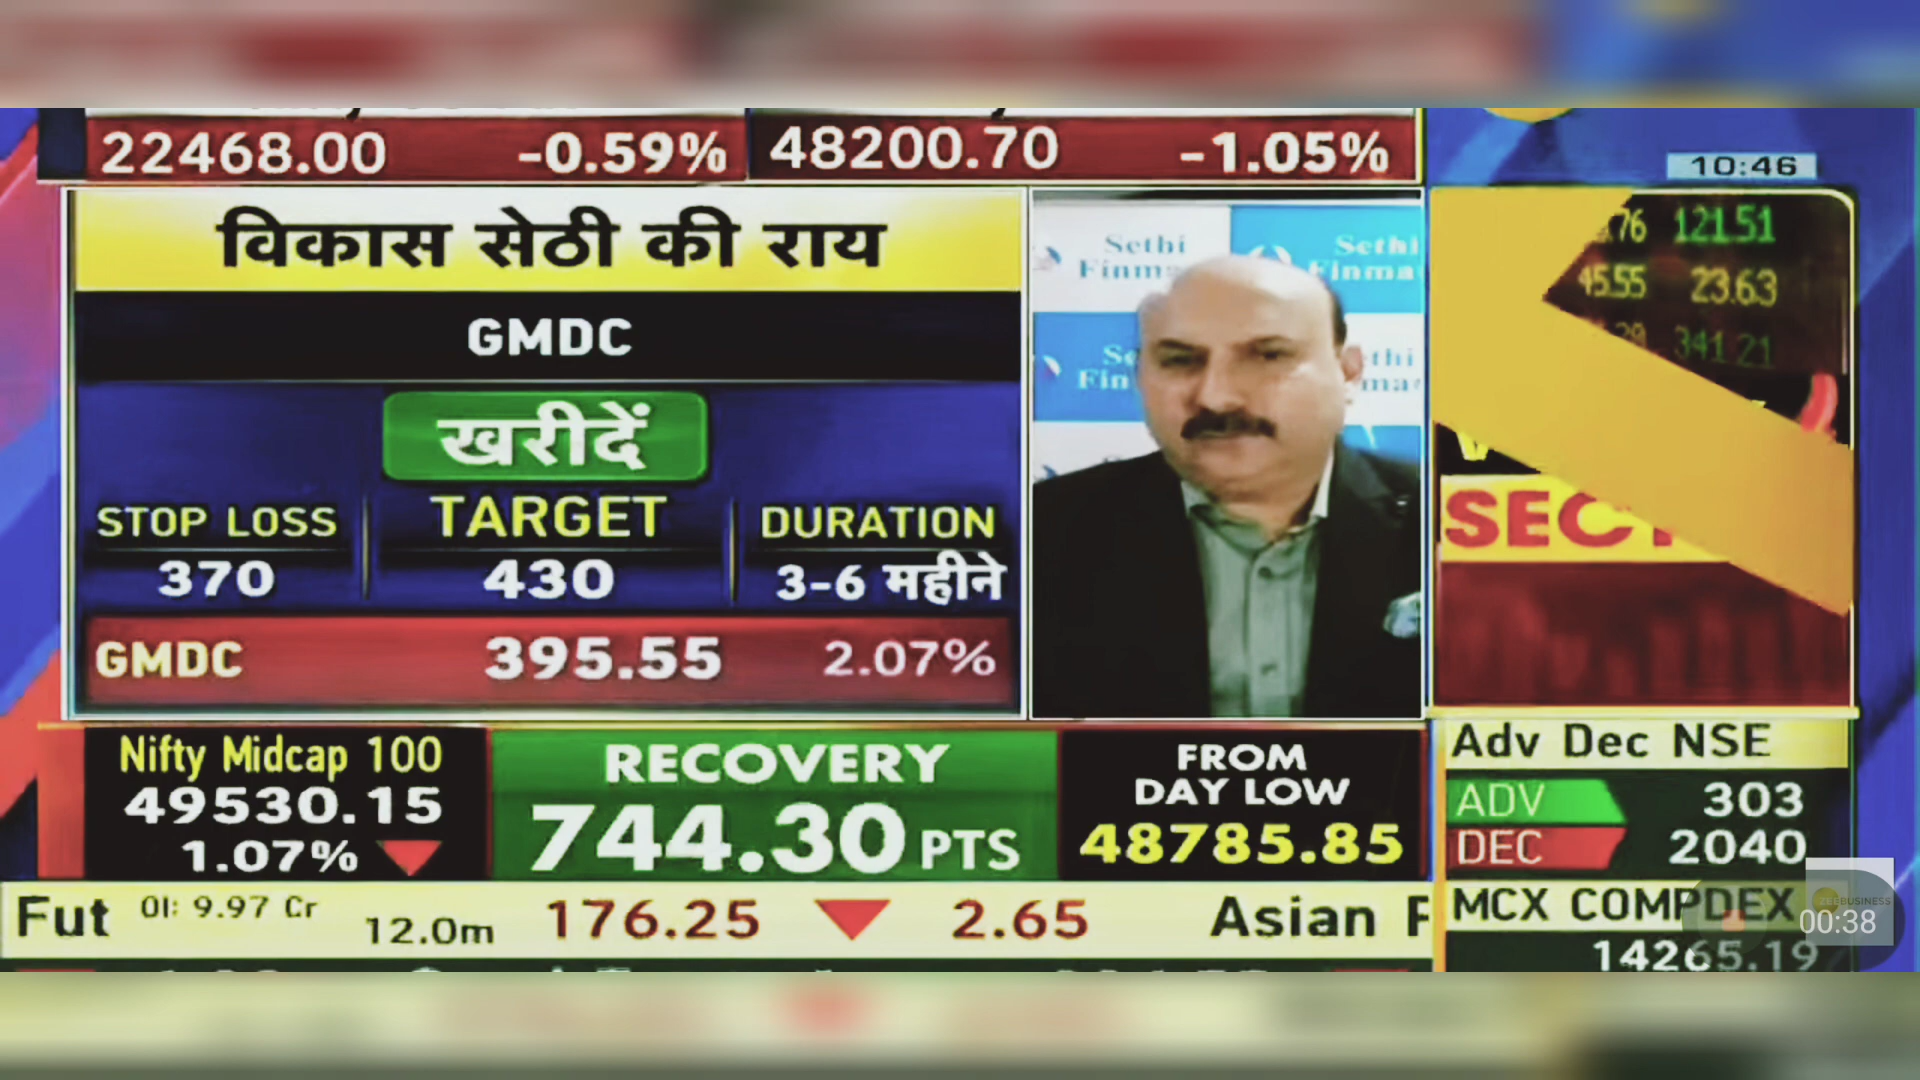 22468.00 -0.59% 48200.70 -1.05%
10:46
विकास सेठी की राय
GMDC
खरीदें
STOP LOSS TARGET DURATION
370 430 3-6 महीने
GMDC 395.55 2.07%
Sethi Sethi
121.51
45.55 23.63
341.21
Nifty Midcap 100
49530.15
1.07%
RECOVERY
744.30 PTS
FROM
DAY LOW
48785.85
Adv Dec NSE
ADV 303
DEC 2040
MCX COMPDEX
14265.19
ZEEBUSINESS
00:38
Fut OI: 9.97 Cr 12.0m 176.25 2.65 Asian